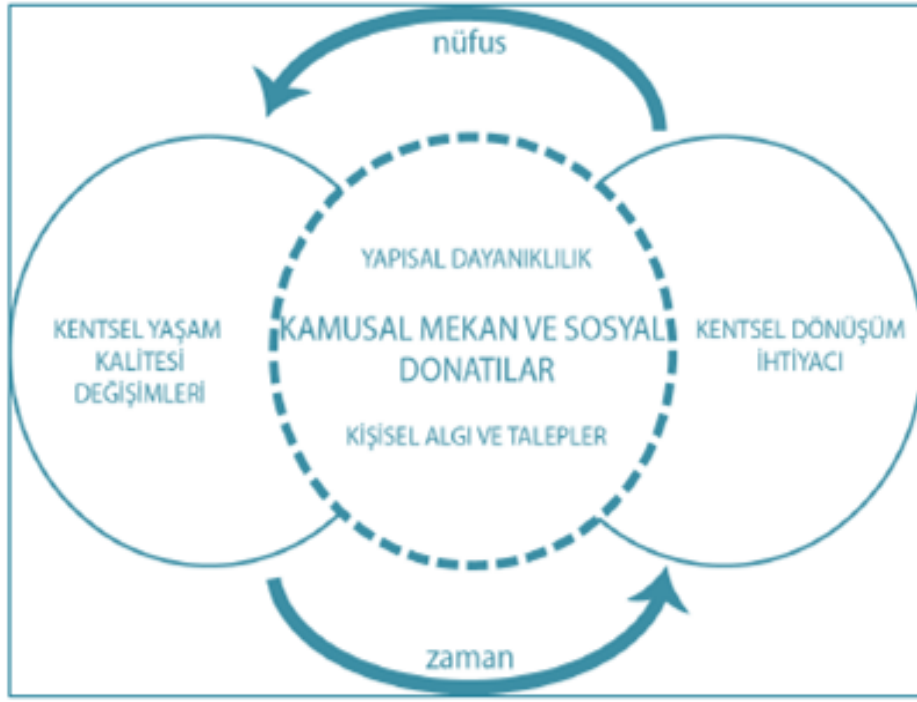 nüfus
YAPISAL DAYANIKLILIK
KENTSEL YAŞAM
KALİTESİ
DEĞİŞİMLERİ
KAMUSAL MEKAN VE SOSYAL
DONATILAR
KENTSEL DÖNÜŞÜM
İHTİYACI
KİŞİSEL ALGI VE TALEPLER
zaman